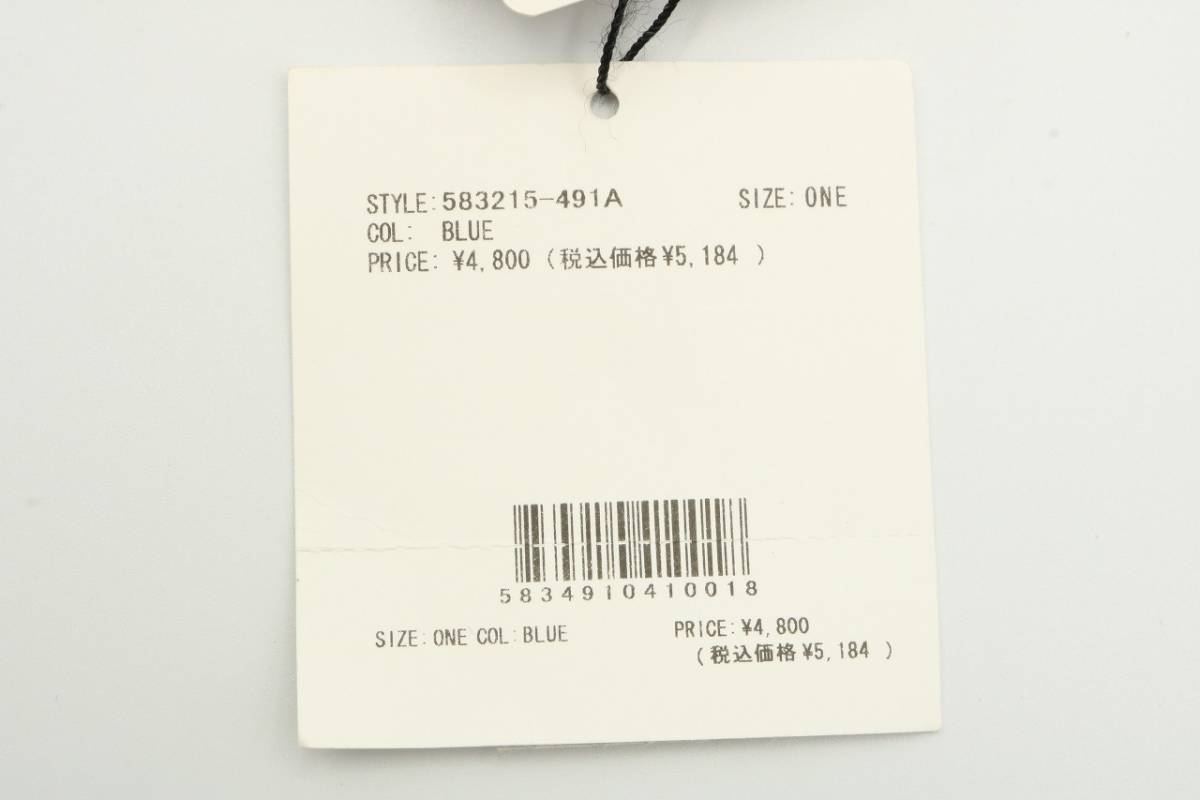 STYLE:583215-491A SIZE: ONE
COL: BLUE
PRICE: ¥4,800 (税込価格¥5,184 )
5834910410018
SIZE:ONE COL:BLUE PRICE:¥4,800
(税込価格¥5,184 )